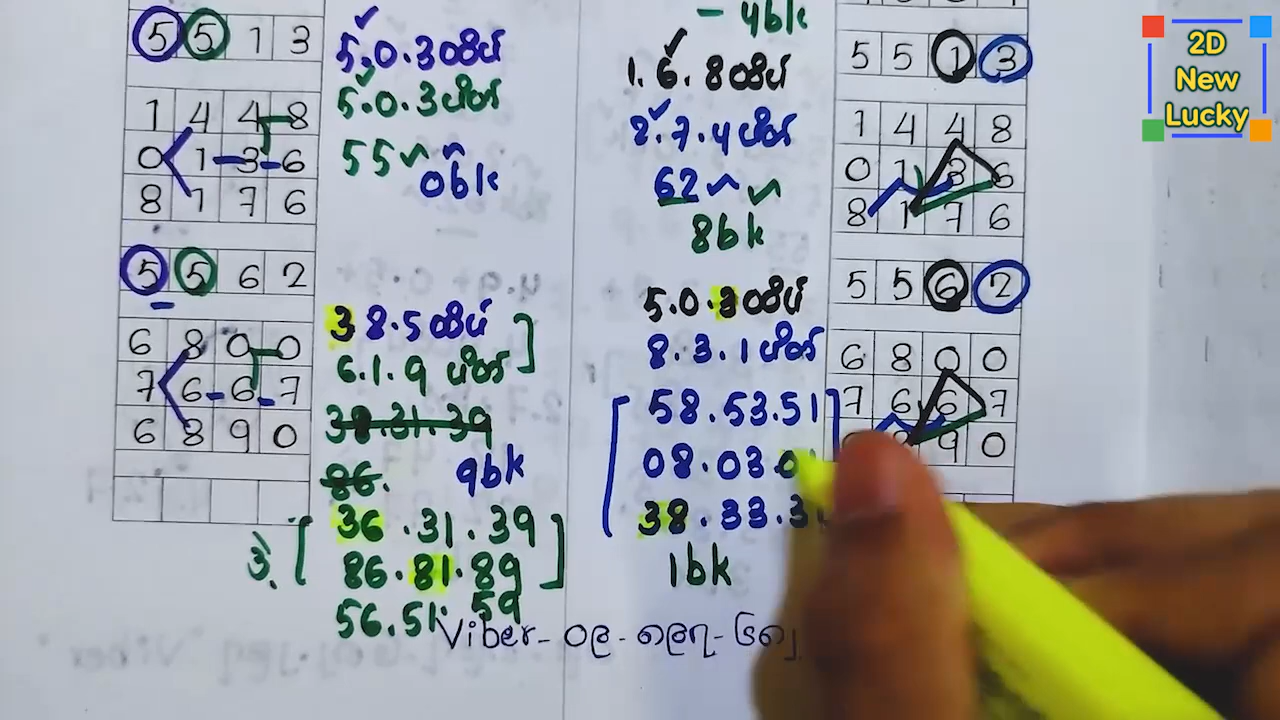 5 5 1 3
1 4 4 8
0 1 3 6
8 1 7 6
5 5 6 2
6 8 0 0
7 6 6 7
6 8 9 0
5.0.3 ထိပ်
5.0.3 ပိတ်
55
0bk
38.5 ထိပ်
6.1.9 ပိတ်
38.31.39
86.
9bk
36.31.39
86.81.89
56.51.59
- 4bk
1.6.8 ထိပ်
2.7.4 ပိတ်
62
8bk
5.0.3 ထိပ်
8.3.1 ပိတ်
58.53.51
08.03
38.33.
1bk
5 5 1 3
1 4 4 8
0 1 3 6
8 1 7 6
5 5 6 2
6 8 0 0
7 6 6 7
9 0
Viber-
2D
New
Lucky